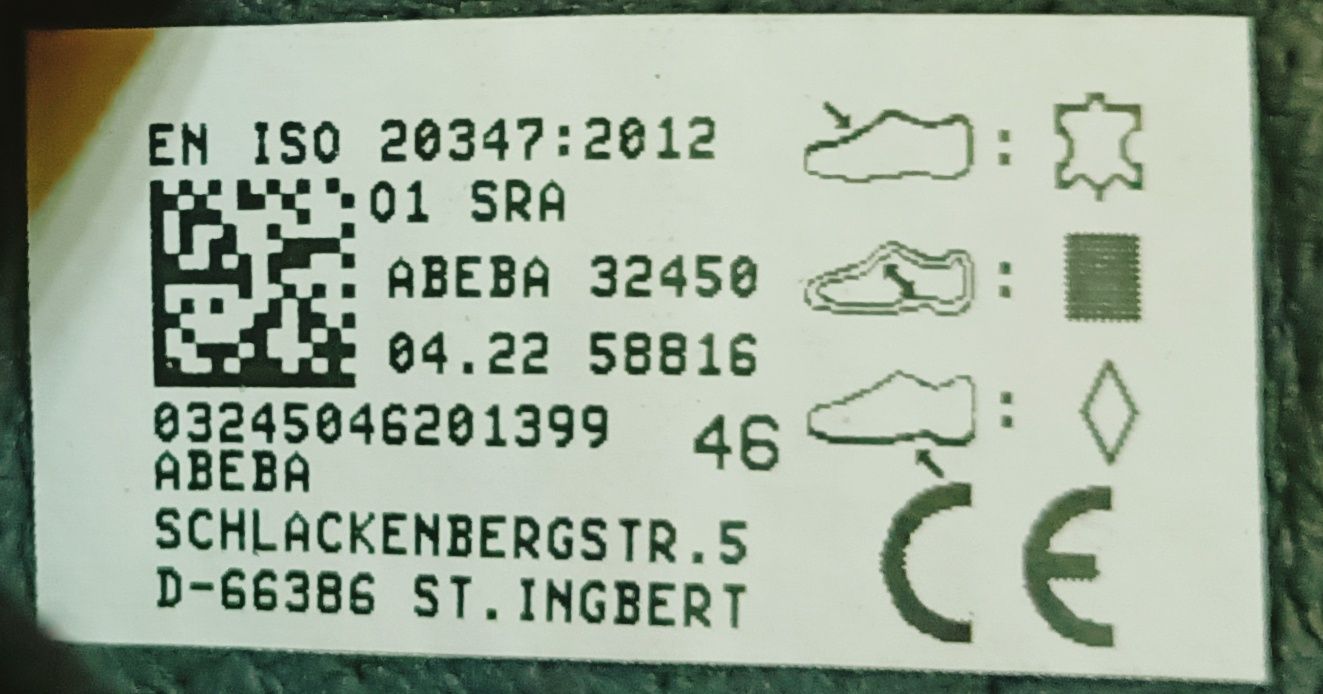 EN ISO 20347:2012
O1 SRA
ABEBA 32450
04.22 58816
03245046201399 46
ABEBA
SCHLACKENBERGSTR.5
D-66386 ST.INGBERT
CE